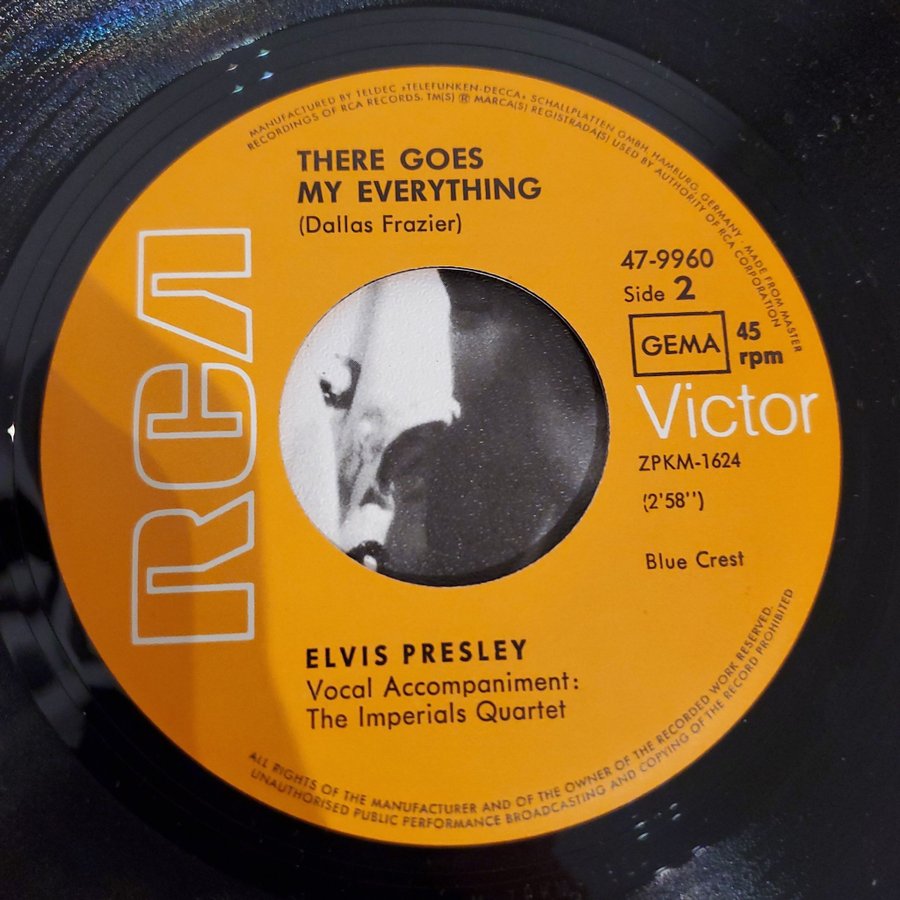 MANUFACTURED BY TELDEC »TELEFUNKEN-DECCA« SCHALLPLATTEN GMBH, HAMBURG, GERMANY · MADE FROM MASTER
RECORDINGS OF RCA RECORDS. TM(S) ® MARCA(S) REGISTRADA(S) USED BY AUTHORITY OF RCA CORPORATION
THERE GOES
MY EVERYTHING
(Dallas Frazier)
RCA
47-9960
Side 2
GEMA
45
rpm
Victor
ZPKM-1624
(2'58'')
Blue Crest
ELVIS PRESLEY
Vocal Accompaniment:
The Imperials Quartet
ALL RIGHTS OF THE MANUFACTURER AND OF THE OWNER OF THE RECORDED WORK RESERVED.
UNAUTHORISED PUBLIC PERFORMANCE BROADCASTING AND COPYING OF THE RECORD PROHIBITED